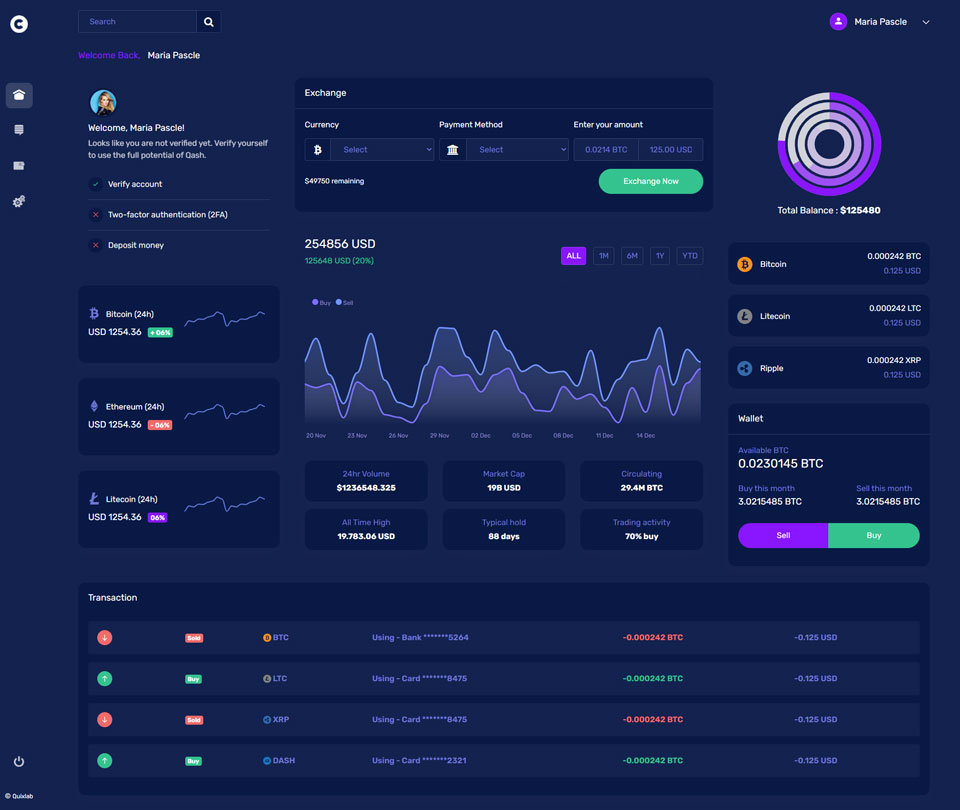 C
Search
Maria Pascle
Welcome Back, Maria Pascle
Welcome, Maria Pascle!
Looks like you are not verified yet. Verify yourself
to use the full potential of Qash.
Verify account
Two-factor authentication (2FA)
Deposit money
Exchange
Currency
Payment Method
Enter your amount
Select
Select
0.0214 BTC
125.00 USD
$49750 remaining
Exchange Now
Total Balance : $125480
254856 USD
125648 USD (20%)
ALL
1M
6M
1Y
YTD
Buy
Sell
20 Nov
23 Nov
26 Nov
29 Nov
02 Dec
05 Dec
08 Dec
11 Dec
14 Dec
Bitcoin (24h)
USD 1254.36 + 06%
Ethereum (24h)
USD 1254.36 - 06%
Litecoin (24h)
USD 1254.36 06%
24hr Volume
$1236548.325
Market Cap
19B USD
Circulating
29.4M BTC
All Time High
19.783.06 USD
Typical hold
88 days
Trading activity
70% buy
Bitcoin
0.000242 BTC
0.125 USD
Litecoin
0.000242 LTC
0.125 USD
Ripple
0.000242 XRP
0.125 USD
Wallet
Available BTC
0.0230145 BTC
Buy this month
3.0215485 BTC
Sell this month
3.0215485 BTC
Sell
Buy
Transaction
Sold BTC Using - Bank *******5264 -0.000242 BTC -0.125 USD
Buy LTC Using - Card *******8475 -0.000242 BTC -0.125 USD
Sold XRP Using - Card *******8475 -0.000242 BTC -0.125 USD
Buy DASH Using - Card *******2321 -0.000242 BTC -0.125 USD
© Quixlab